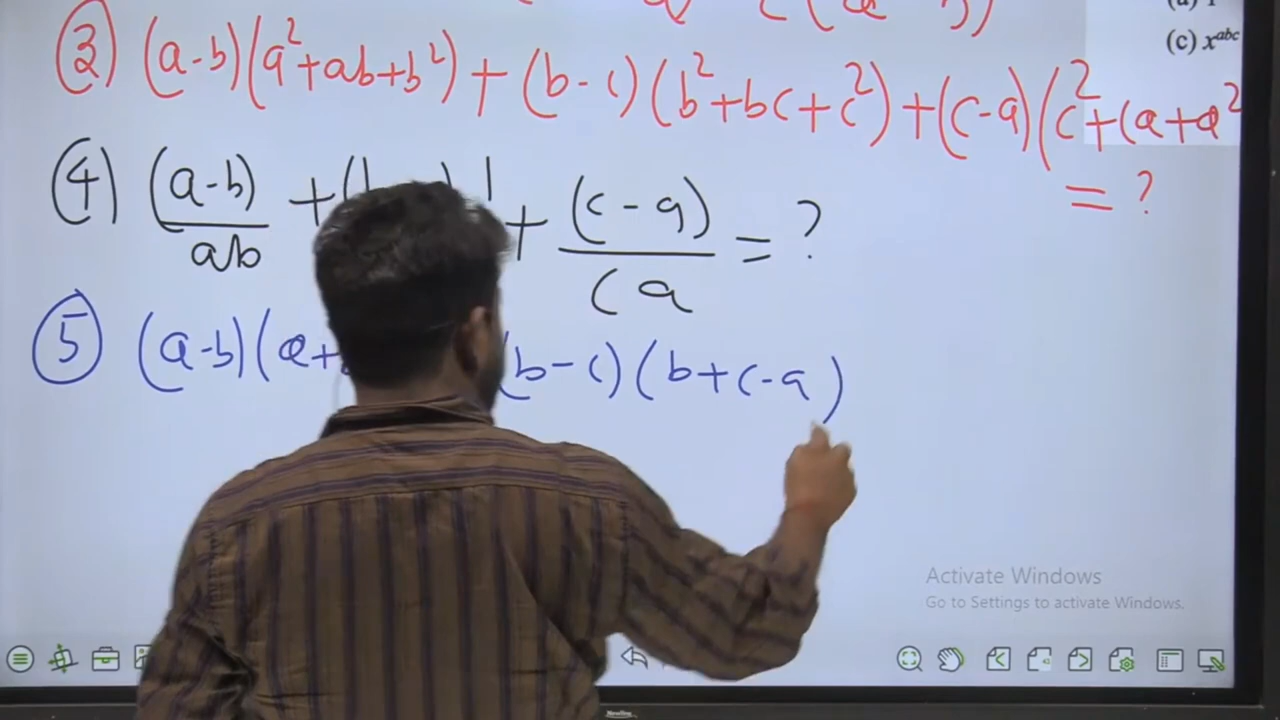 (c) x^abc
③ (a-b)(a²+ab+b²) + (b-c)(b²+bc+c²) + (c-a)(c²+ca+a²
= ?
④ (a-b)/ab + + (c-a)/ca = ?
⑤ (a-b)(a+ b-c)(b+c-a)
Activate Windows
Go to Settings to activate Windows.